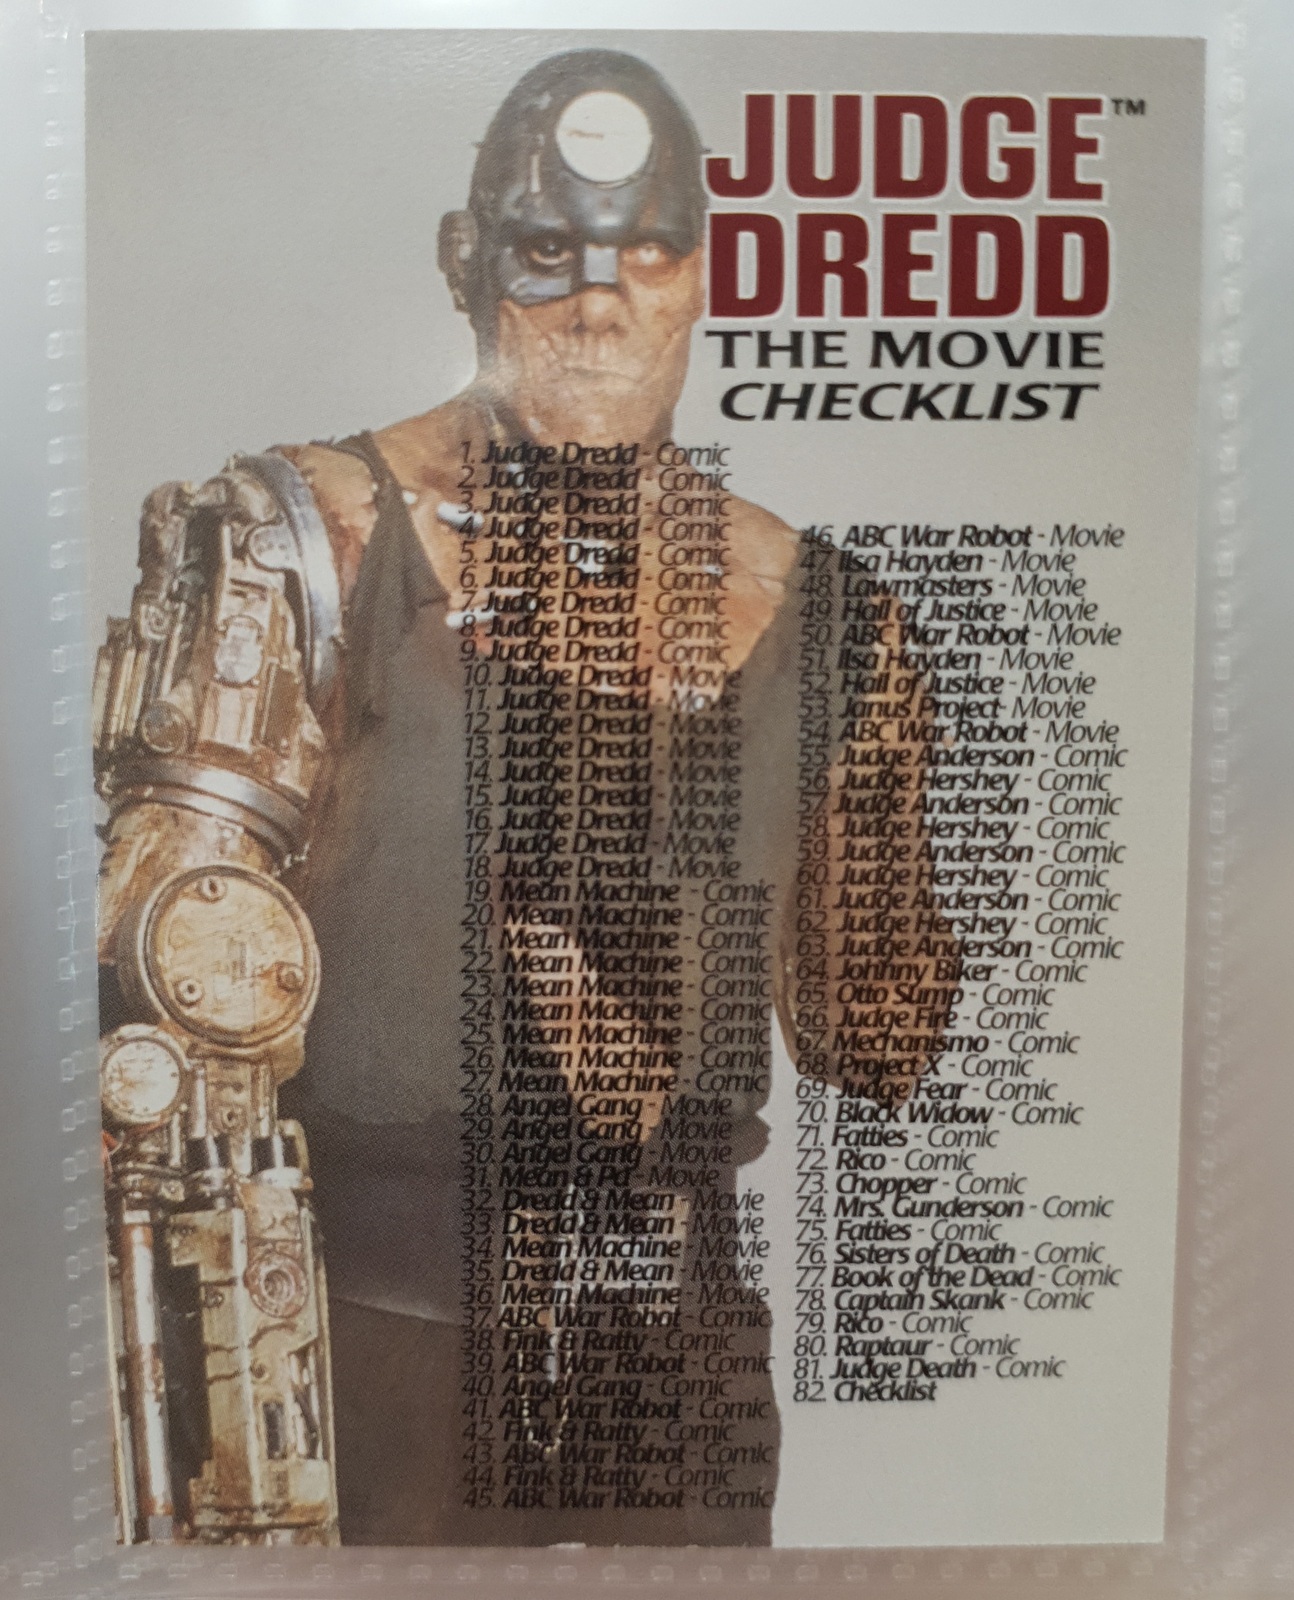 JUDGE™
DREDD
THE MOVIE
CHECKLIST
1. Judge Dredd - Comic
2. Judge Dredd - Comic
3. Judge Dredd - Comic
4. Judge Dredd - Comic
5. Judge Dredd - Comic
6. Judge Dredd - Comic
7. Judge Dredd - Comic
8. Judge Dredd - Comic
9. Judge Dredd - Comic
10. Judge Dredd - Movie
11. Judge Dredd - Movie
12. Judge Dredd - Movie
13. Judge Dredd - Movie
14. Judge Dredd - Movie
15. Judge Dredd - Movie
16. Judge Dredd - Movie
17. Judge Dredd - Movie
18. Judge Dredd - Movie
19. Mean Machine - Comic
20. Mean Machine - Comic
21. Mean Machine - Comic
22. Mean Machine - Comic
23. Mean Machine - Comic
24. Mean Machine - Comic
25. Mean Machine - Comic
26. Mean Machine - Comic
27. Mean Machine - Comic
28. Angel Gang - Movie
29. Angel Gang - Movie
30. Angel Gang - Movie
31. Mean & Pa - Movie
32. Dredd & Mean - Movie
33. Dredd & Mean - Movie
34. Mean Machine - Movie
35. Dredd & Mean - Movie
36. Mean Machine - Movie
37. ABC War Robot - Comic
38. Fink & Ratty - Comic
39. ABC War Robot - Comic
40. Angel Gang - Comic
41. ABC War Robot - Comic
42. Fink & Ratty - Comic
43. ABC War Robot - Comic
44. Fink & Ratty - Comic
45. ABC War Robot - Comic
46. ABC War Robot - Movie
47. Ilsa Hayden - Movie
48. Lawmasters - Movie
49. Hall of Justice - Movie
50. ABC War Robot - Movie
51. Ilsa Hayden - Movie
52. Hall of Justice - Movie
53. Janus Project - Movie
54. ABC War Robot - Movie
55. Judge Anderson - Comic
56. Judge Hershey - Comic
57. Judge Anderson - Comic
58. Judge Hershey - Comic
59. Judge Anderson - Comic
60. Judge Hershey - Comic
61. Judge Anderson - Comic
62. Judge Hershey - Comic
63. Judge Anderson - Comic
64. Johnny Biker - Comic
65. Otto Sump - Comic
66. Judge Fire - Comic
67. Mechanismo - Comic
68. Project X - Comic
69. Judge Fear - Comic
70. Black Widow - Comic
71. Fatties - Comic
72. Rico - Comic
73. Chopper - Comic
74. Mrs. Gunderson - Comic
75. Fatties - Comic
76. Sisters of Death - Comic
77. Book of the Dead - Comic
78. Captain Skank - Comic
79. Rico - Comic
80. Raptaur - Comic
81. Judge Death - Comic
82. Checklist